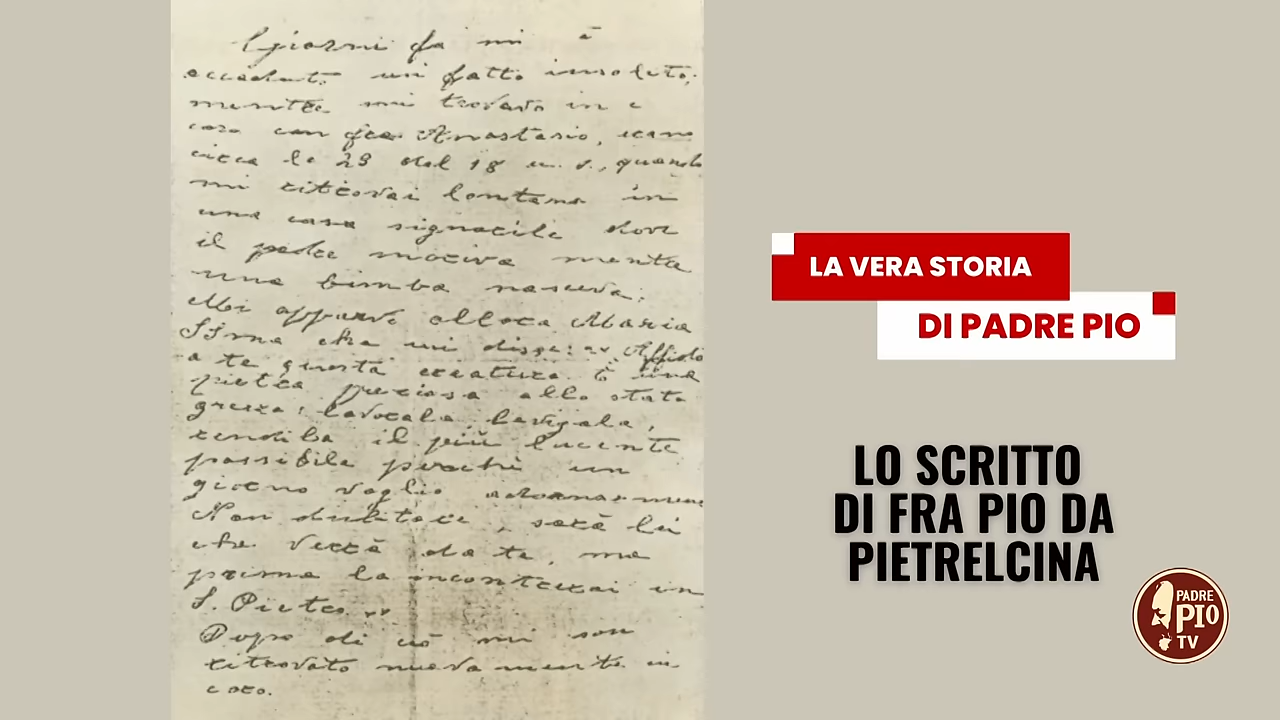 Giorni fa mi è
accaduto un fatto insolito:
mentre mi trovavo in c
coro con fra Anastasio, erano
circa le 23 del 18 u. s., quando
mi ritrovai lontano in
una casa signorile dove
il padre moriva mentre
una bimba nasceva.
Mi apparve allora Maria
SSma che mi disse: «Affido
a te questa creatura. È una
pietra preziosa allo stato
grezzo: lavorala, levigala,
rendila il più lucente
possibile perchè un
giorno voglio adornarmene
Non dubitare, sarà lei
che verrà da te, ma
prima la incontrerai in
S. Pietro.»
Dopo di ciò mi son
ritrovato nuovamente in
coro.
LA VERA STORIA
DI PADRE PIO
LO SCRITTO
DI FRA PIO DA
PIETRELCINA
PADRE
PIO
TV